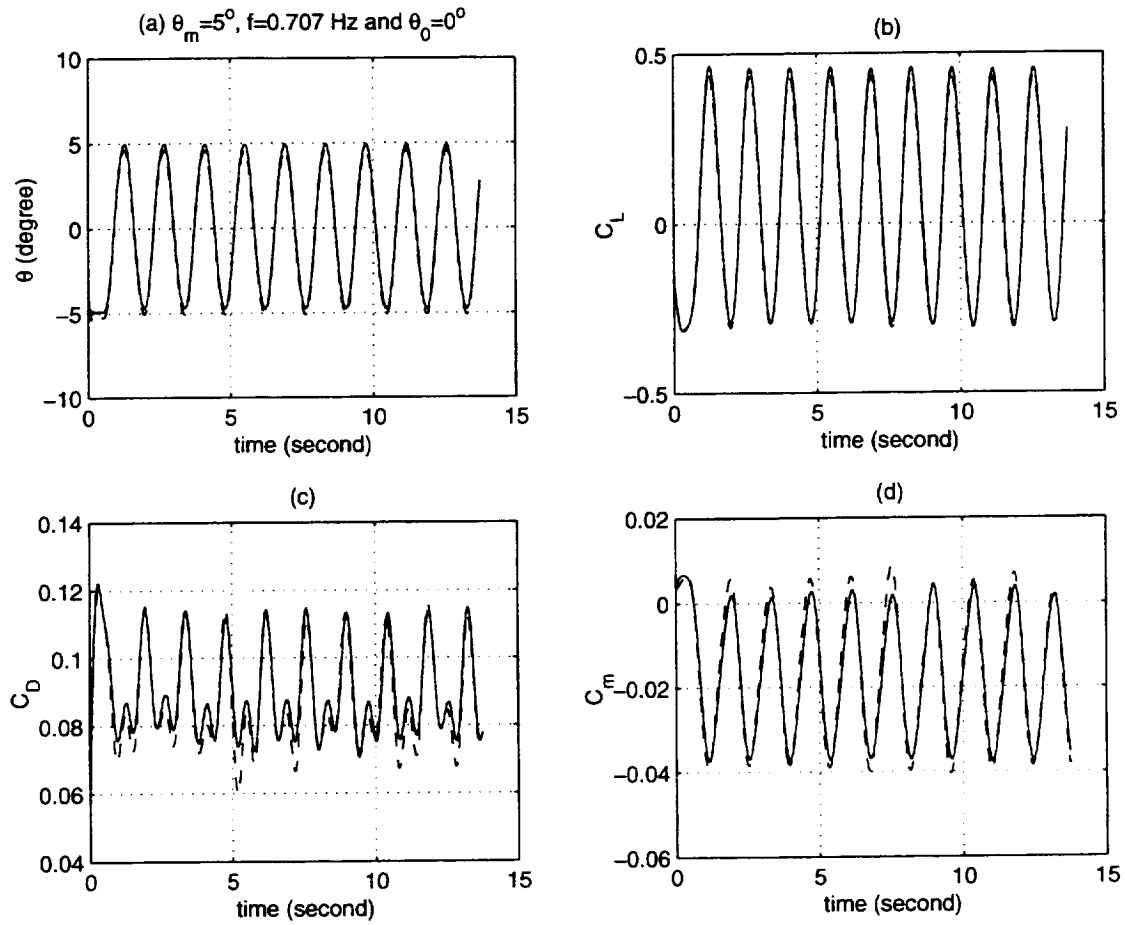 (a) θm=5°, f=0.707 Hz and θ0=0°
10
5
0
−5
−10
θ (degree)
0
5
10
15
time (second)
(b)
0.5
0
−0.5
CL
0
5
10
15
time (second)
(c)
0.14
0.12
0.1
0.08
0.06
0.04
CD
0
5
10
15
time (second)
(d)
0.02
0
−0.02
−0.04
−0.06
Cm
0
5
10
15
time (second)